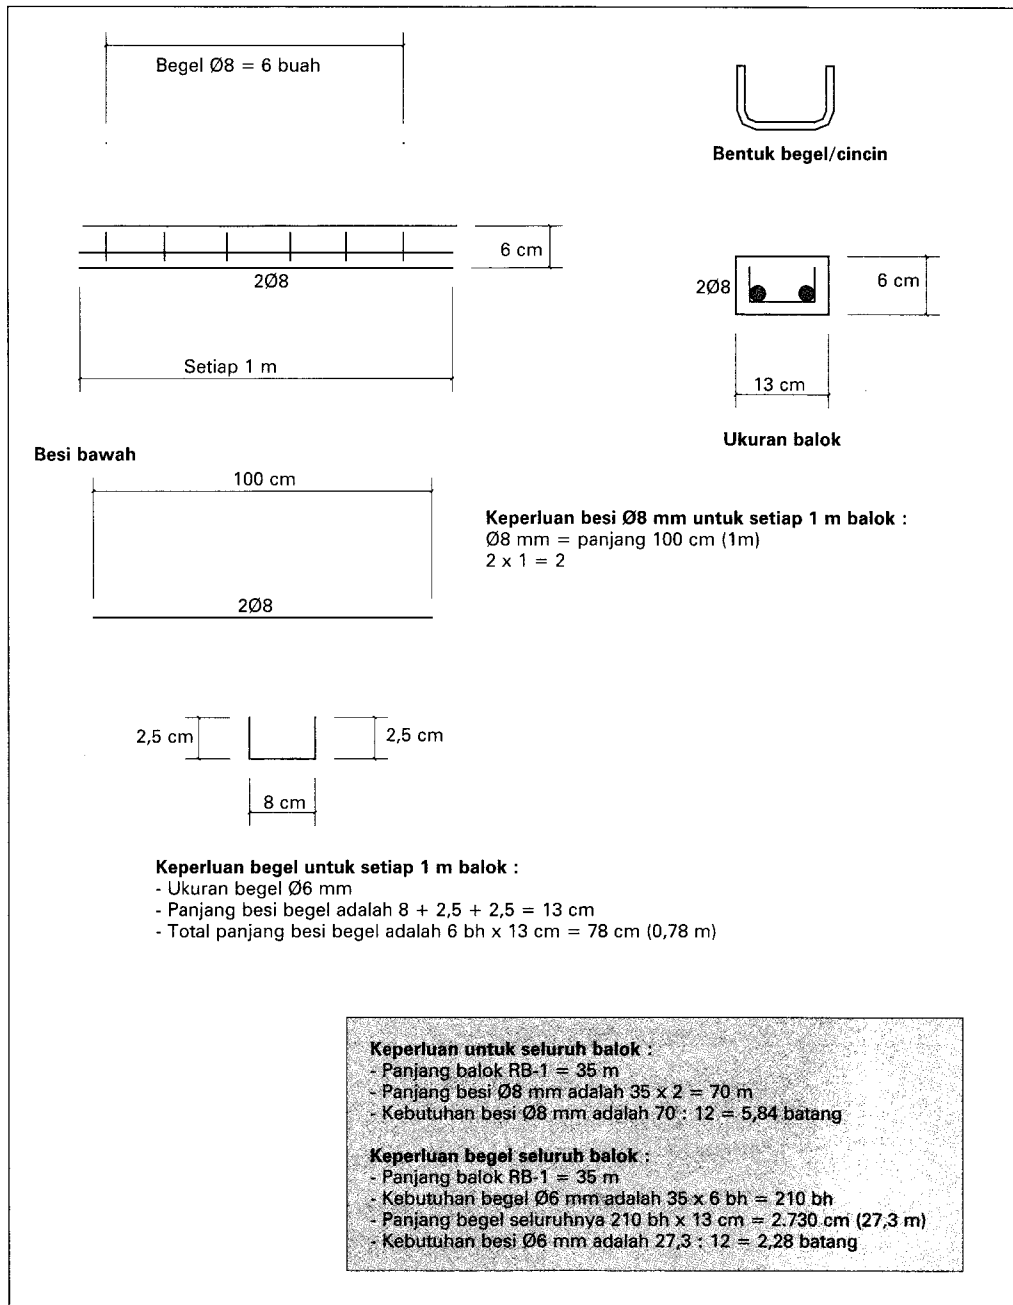 Begel Ø8 = 6 buah
Bentuk begel/cincin
6 cm
2Ø8
2Ø8
6 cm
Setiap 1 m
13 cm
Ukuran balok
Besi bawah
100 cm
Keperluan besi Ø8 mm untuk setiap 1 m balok :
Ø8 mm = panjang 100 cm (1m)
2 x 1 = 2
2Ø8
2,5 cm
2,5 cm
8 cm
Keperluan begel untuk setiap 1 m balok :
- Ukuran begel Ø6 mm
- Panjang besi begel adalah 8 + 2,5 + 2,5 = 13 cm
- Total panjang besi begel adalah 6 bh x 13 cm = 78 cm (0,78 m)
Keperluan untuk seluruh balok :
- Panjang balok RB-1 = 35 m
- Panjang besi Ø8 mm adalah 35 x 2 = 70 m
- Kebutuhan besi Ø8 mm adalah 70 : 12 = 5,84 batang
Keperluan begel seluruh balok :
- Panjang balok RB-1 = 35 m
- Kebutuhan begel Ø6 mm adalah 35 x 6 bh = 210 bh
- Panjang begel seluruhnya 210 bh x 13 cm = 2.730 cm (27,3 m)
- Kebutuhan besi Ø6 mm adalah 27,3 : 12 = 2,28 batang